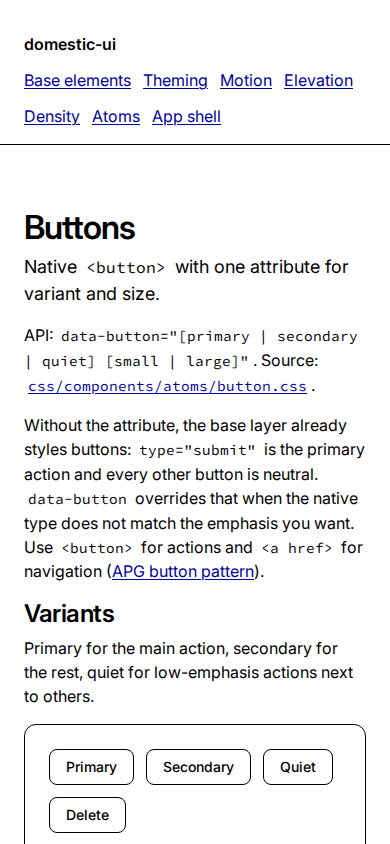 domestic-ui
Base elements Theming Motion Elevation
Density Atoms App shell
Buttons
Native <button> with one attribute for
variant and size.
API: data-button="[primary | secondary
| quiet] [small | large]". Source:
css/components/atoms/button.css.
Without the attribute, the base layer already
styles buttons: type="submit" is the primary
action and every other button is neutral.
data-button overrides that when the native
type does not match the emphasis you want.
Use <button> for actions and <a href> for
navigation (APG button pattern).
Variants
Primary for the main action, secondary for
the rest, quiet for low-emphasis actions next
to others.
Primary Secondary Quiet
Delete